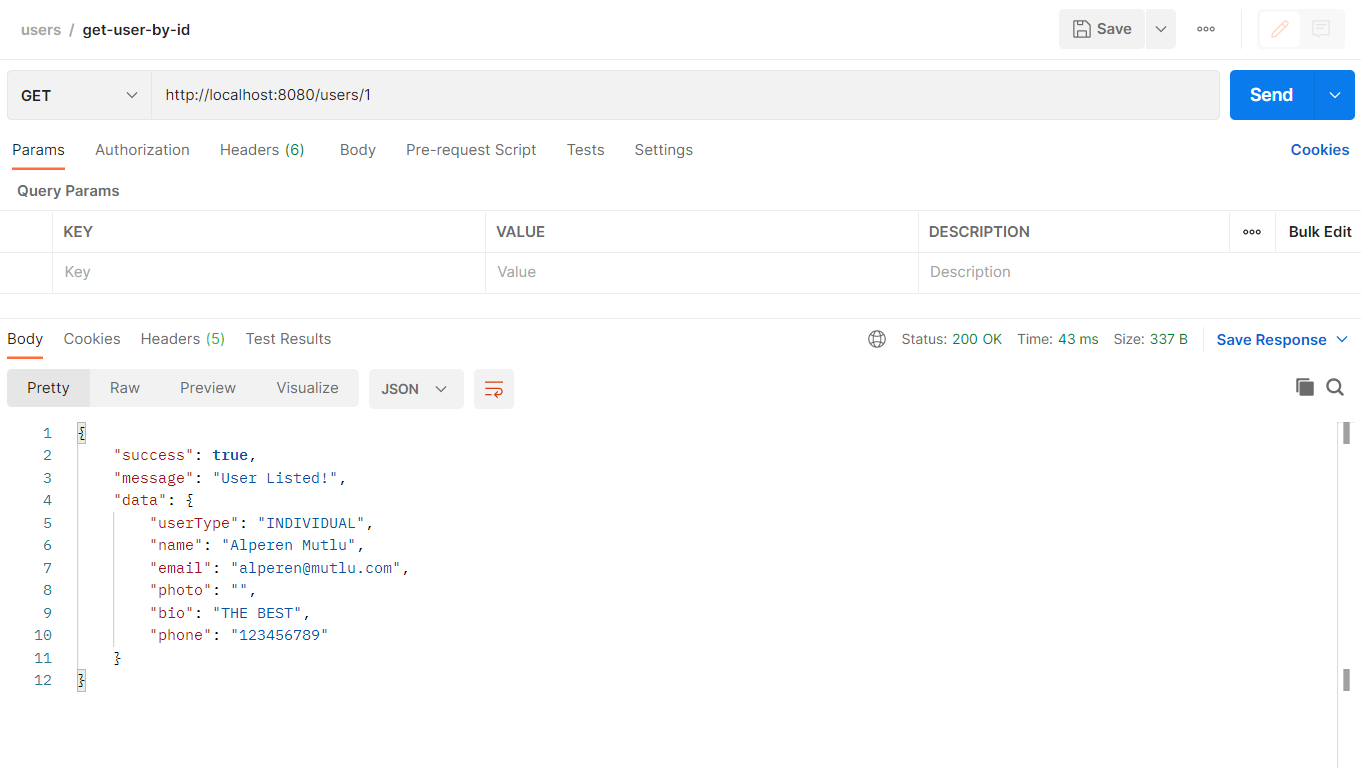 users / get-user-by-id
Save
GET
http://localhost:8080/users/1
Send
Params Authorization Headers (6) Body Pre-request Script Tests Settings Cookies
Query Params
KEY VALUE DESCRIPTION ooo Bulk Edit
Key Value Description
Body Cookies Headers (5) Test Results Status: 200 OK Time: 43 ms Size: 337 B Save Response
Pretty Raw Preview Visualize JSON
1 {
2 "success": true,
3 "message": "User Listed!",
4 "data": {
5 "userType": "INDIVIDUAL",
6 "name": "Alperen Mutlu",
7 "email": "alperen@mutlu.com",
8 "photo": "",
9 "bio": "THE BEST",
10 "phone": "123456789"
11 }
12 }